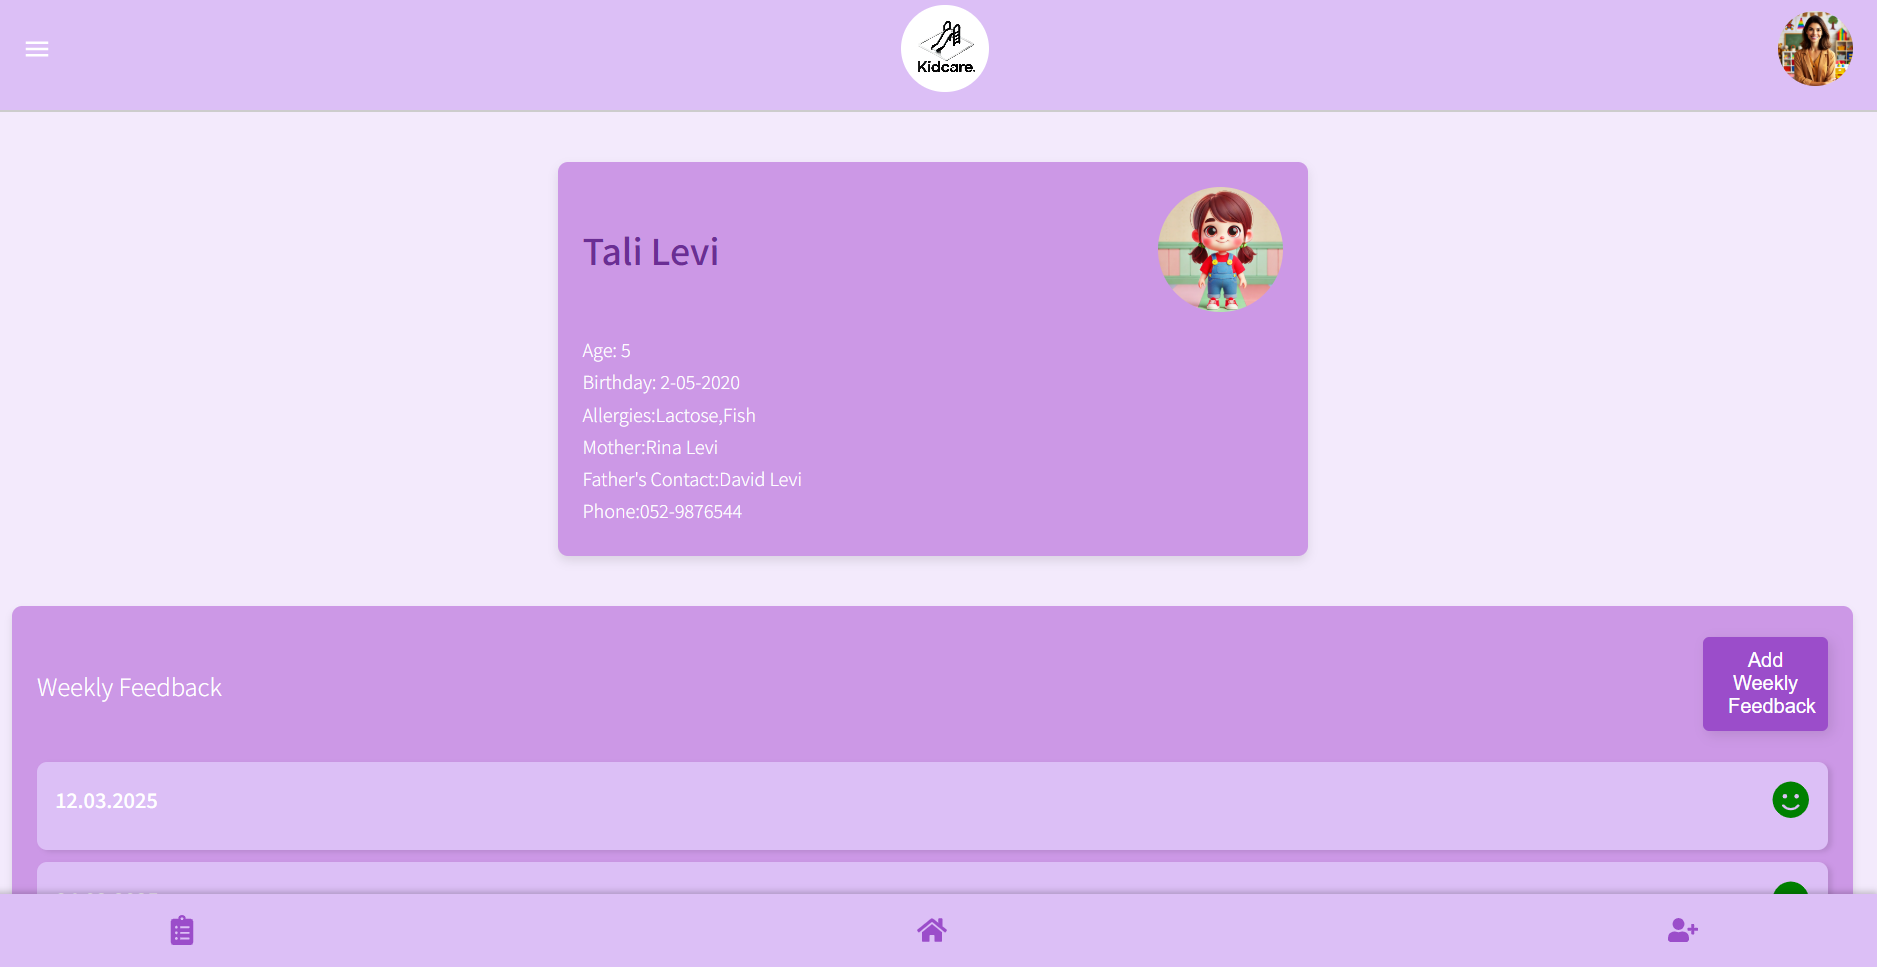 Kidcare.
Tali Levi
Age: 5
Birthday: 2-05-2020
Allergies:Lactose,Fish
Mother:Rina Levi
Father's Contact:David Levi
Phone:052-9876544
Weekly Feedback
Add
Weekly
Feedback
12.03.2025